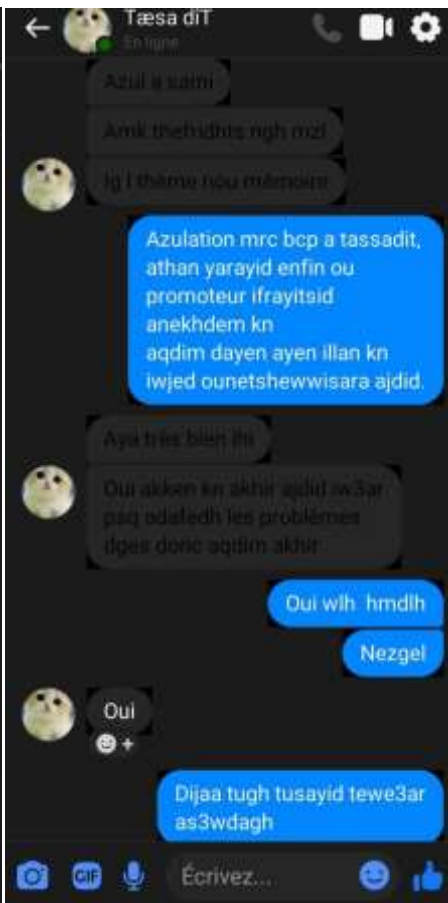 Tæsa diT
En ligne
Azul a sami
Amk thefridhts ngh mzl
Ig l thème nou mémoire
Azulation mrc bcp a tassadit,
athan yarayid enfin ou
promoteur ifrayitsid
anekhdem kn
aqdim dayen ayen illan kn
iwjed ounetshewwisara ajdid.
Aya très bien ihi
Oui akken kn akhir ajdid iw3ar
paq adafedh les problèmes
dges donc aqdim akhir
Oui wlh hmdlh
Nezgel
Oui
Dijaa tugh tusayid tewe3ar
as3wdagh
GIF
Écrivez...